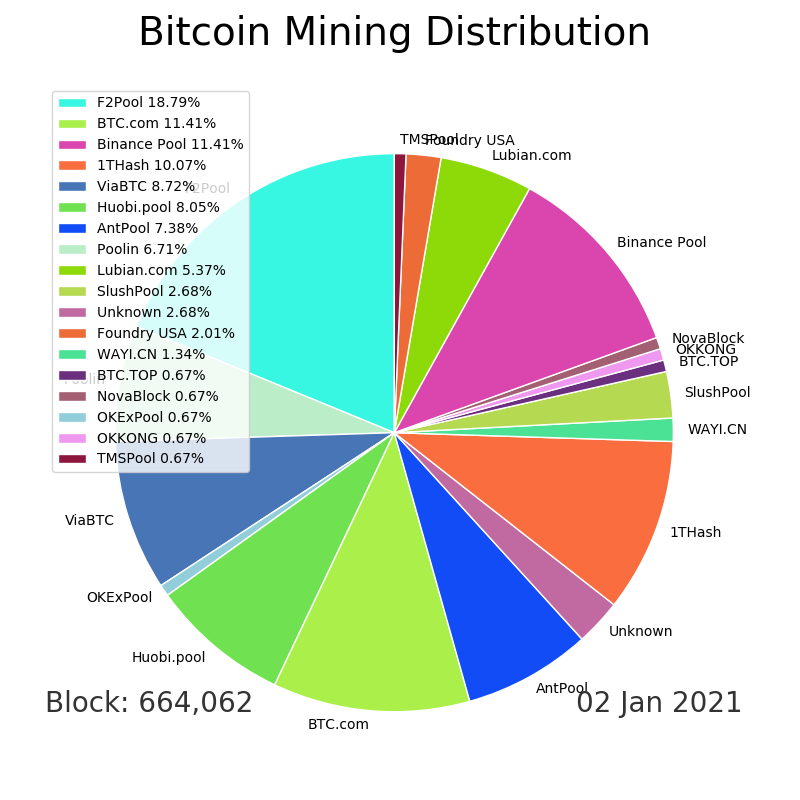 Bitcoin Mining Distribution
F2Pool 18.79%
BTC.com 11.41%
Binance Pool 11.41%
1THash 10.07%
ViaBTC 8.72%
Huobi.pool 8.05%
AntPool 7.38%
Poolin 6.71%
Lubian.com 5.37%
SlushPool 2.68%
Unknown 2.68%
Foundry USA 2.01%
WAYI.CN 1.34%
BTC.TOP 0.67%
NovaBlock 0.67%
OKExPool 0.67%
OKKONG 0.67%
TMSPool 0.67%
TMSPool
Foundry USA
Lubian.com
F2Pool
Binance Pool
NovaBlock
OKKONG
BTC.TOP
Poolin
SlushPool
WAYI.CN
ViaBTC
1THash
OKExPool
Unknown
Huobi.pool
AntPool
BTC.com
Block: 664,062
02 Jan 2021